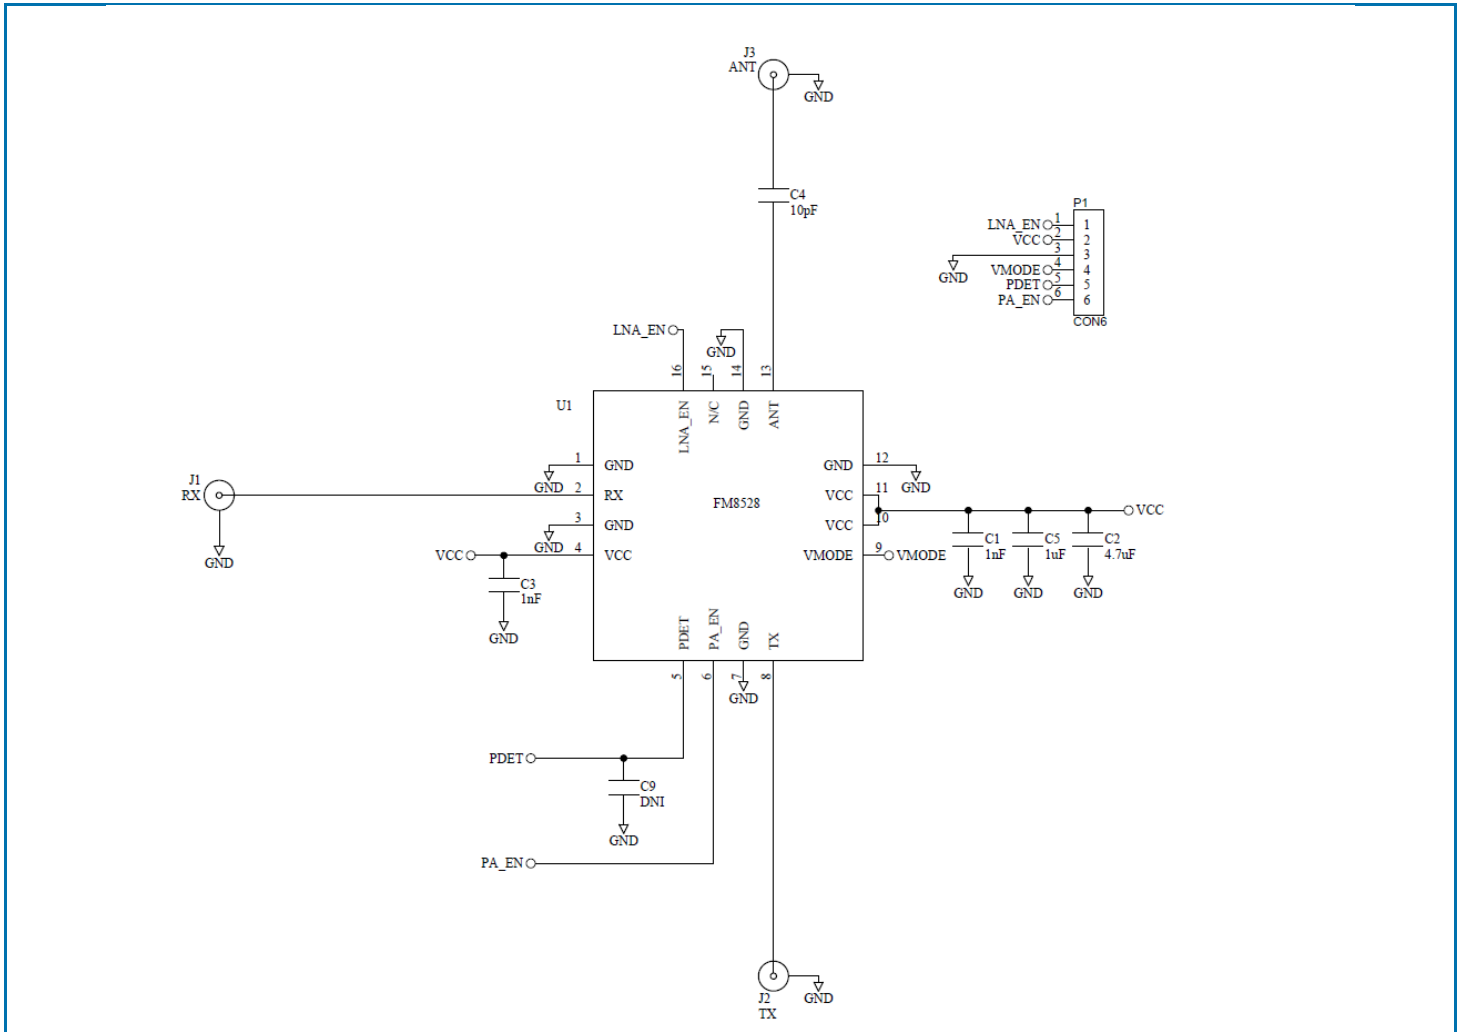 J3
ANT
GND
C4
10pF
P1
LNA_EN 1 1
VCC 2 2
3 3
GND
VMODE 4 4
PDET 5 5
PA_EN 6 6
CON6
LNA_EN
GND
16 15 14 13
U1
LNA_EN N/C GND ANT
J1
RX
GND
1 GND
GND
2 RX
3 GND
GND
VCC 4 VCC
C3
1nF
GND
FM8528
GND 12
GND
VCC 11
VCC 10
VMODE 9 VMODE
VCC
C1
1nF
GND
C5
1uF
GND
C2
4.7uF
GND
PDET PA_EN GND TX
5 6 7 8
GND
PDET
C9
DNI
GND
PA_EN
J2
TX
GND